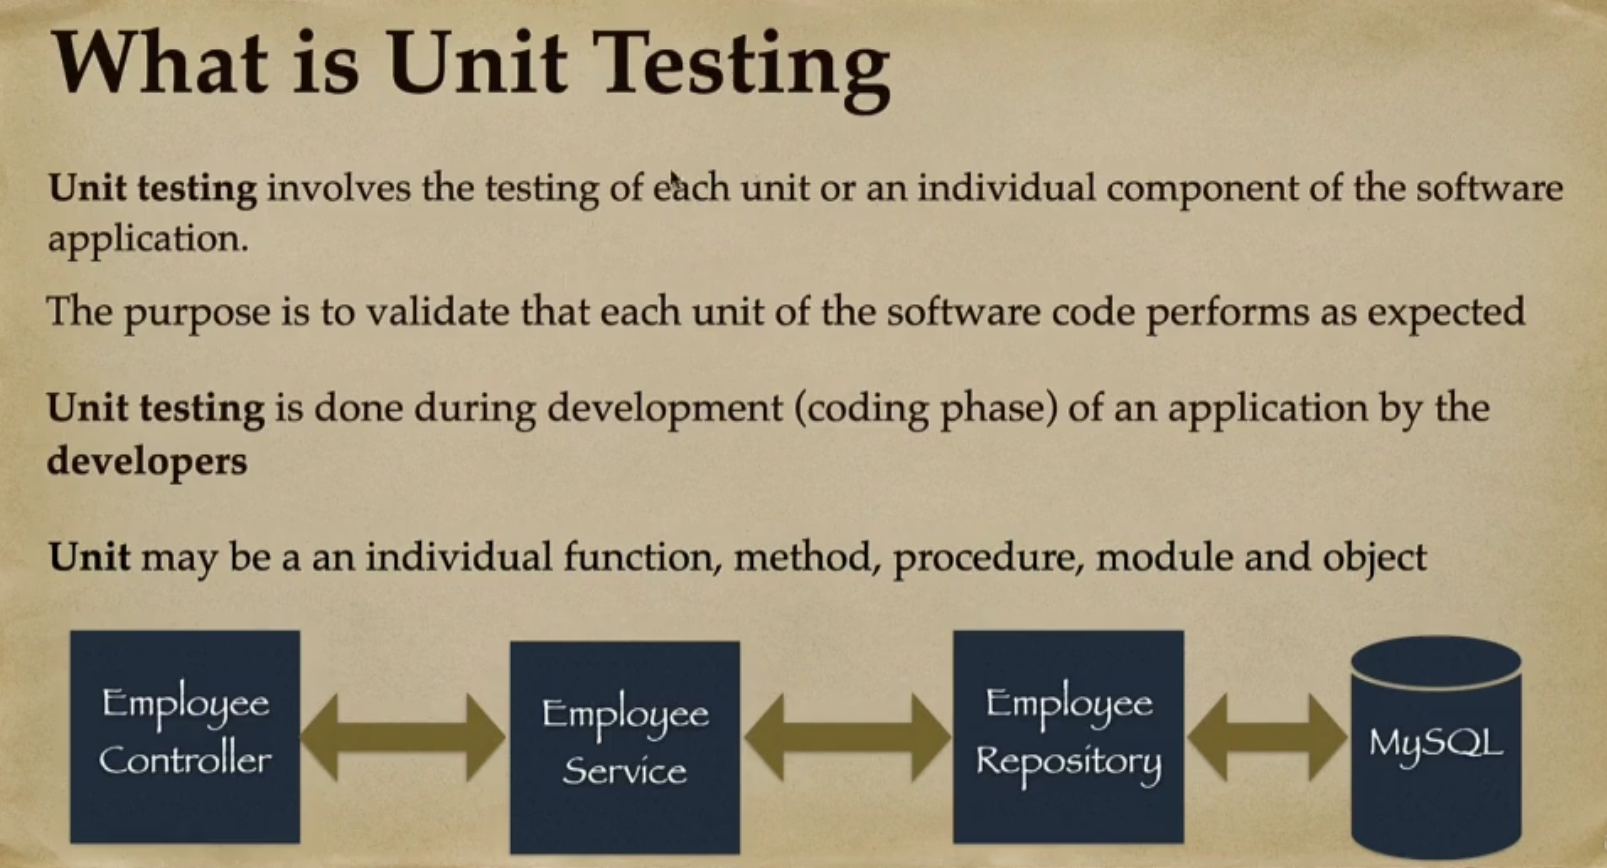 What is Unit Testing
Unit testing involves the testing of each unit or an individual component of the software
application.
The purpose is to validate that each unit of the software code performs as expected
Unit testing is done during development (coding phase) of an application by the
developers
Unit may be a an individual function, method, procedure, module and object
Employee
Controller
Employee
Service
Employee
Repository
MySQL